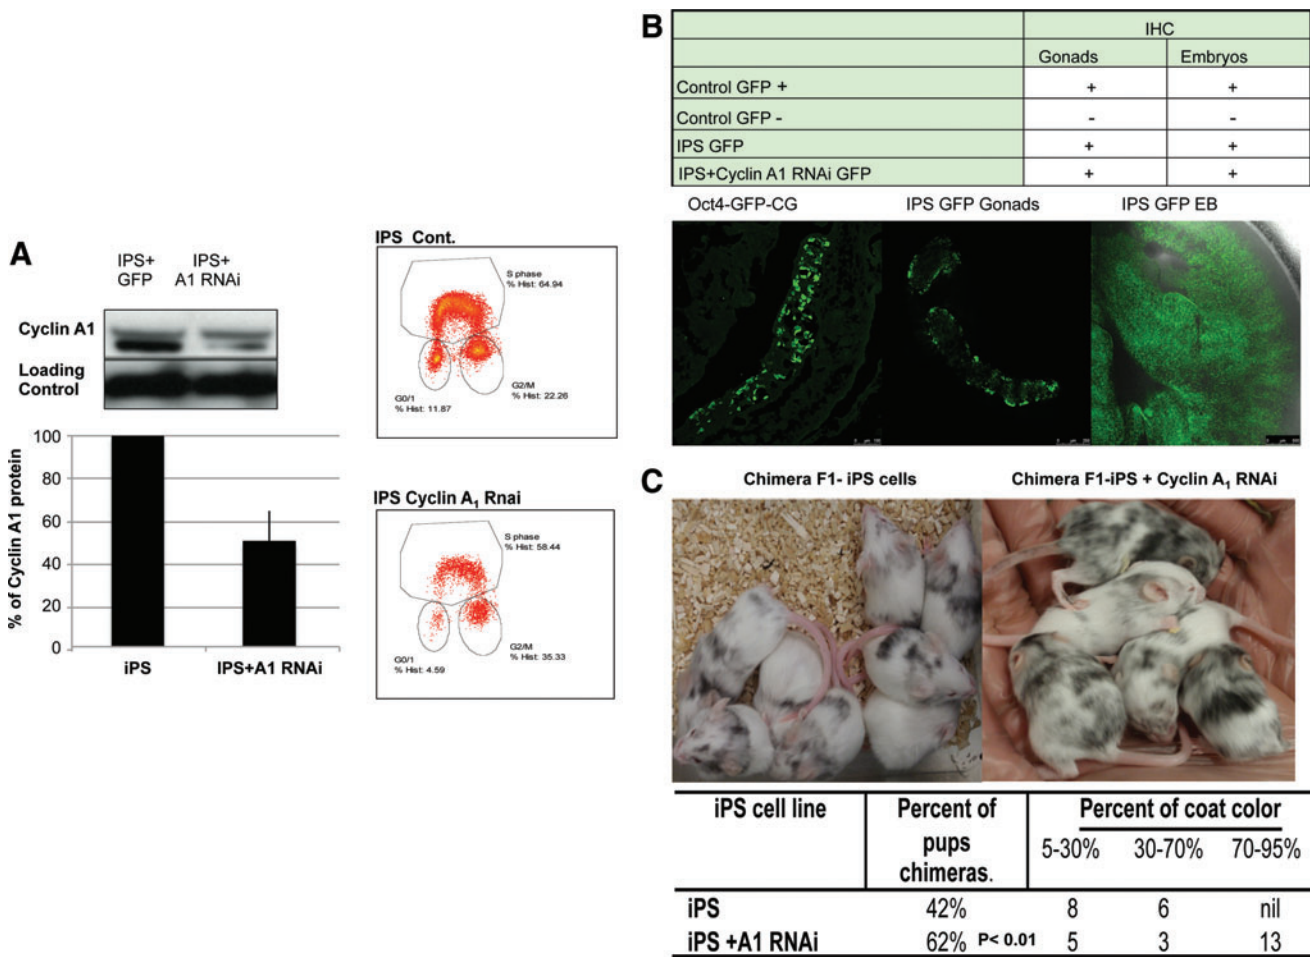 A
IPS+
GFP
IPS+
A1 RNAi
Cyclin A1
Loading
Control
% of Cyclin A1 protein
100
80
60
40
20
0
iPS
IPS+A1 RNAi
IPS Cont.
S phase
% Hist: 64.94
G0/1
% Hist: 11.87
G2/M
% Hist: 22.26
IPS Cyclin A1 Rnai
S phase
% Hist: 58.44
G0/1
% Hist: 4.59
G2/M
% Hist: 35.33
B
IHC
Gonads Embryos
Control GFP + + +
Control GFP - - -
IPS GFP + +
IPS+Cyclin A1 RNAi GFP + +
Oct4-GFP-CG IPS GFP Gonads IPS GFP EB
C
Chimera F1- iPS cells Chimera F1-iPS + Cyclin A1 RNAi
iPS cell line Percent of Percent of coat color
pups
chimeras.
5-30% 30-70% 70-95%
iPS 42% 8 6 nil
iPS +A1 RNAi 62% P< 0.01 5 3 13